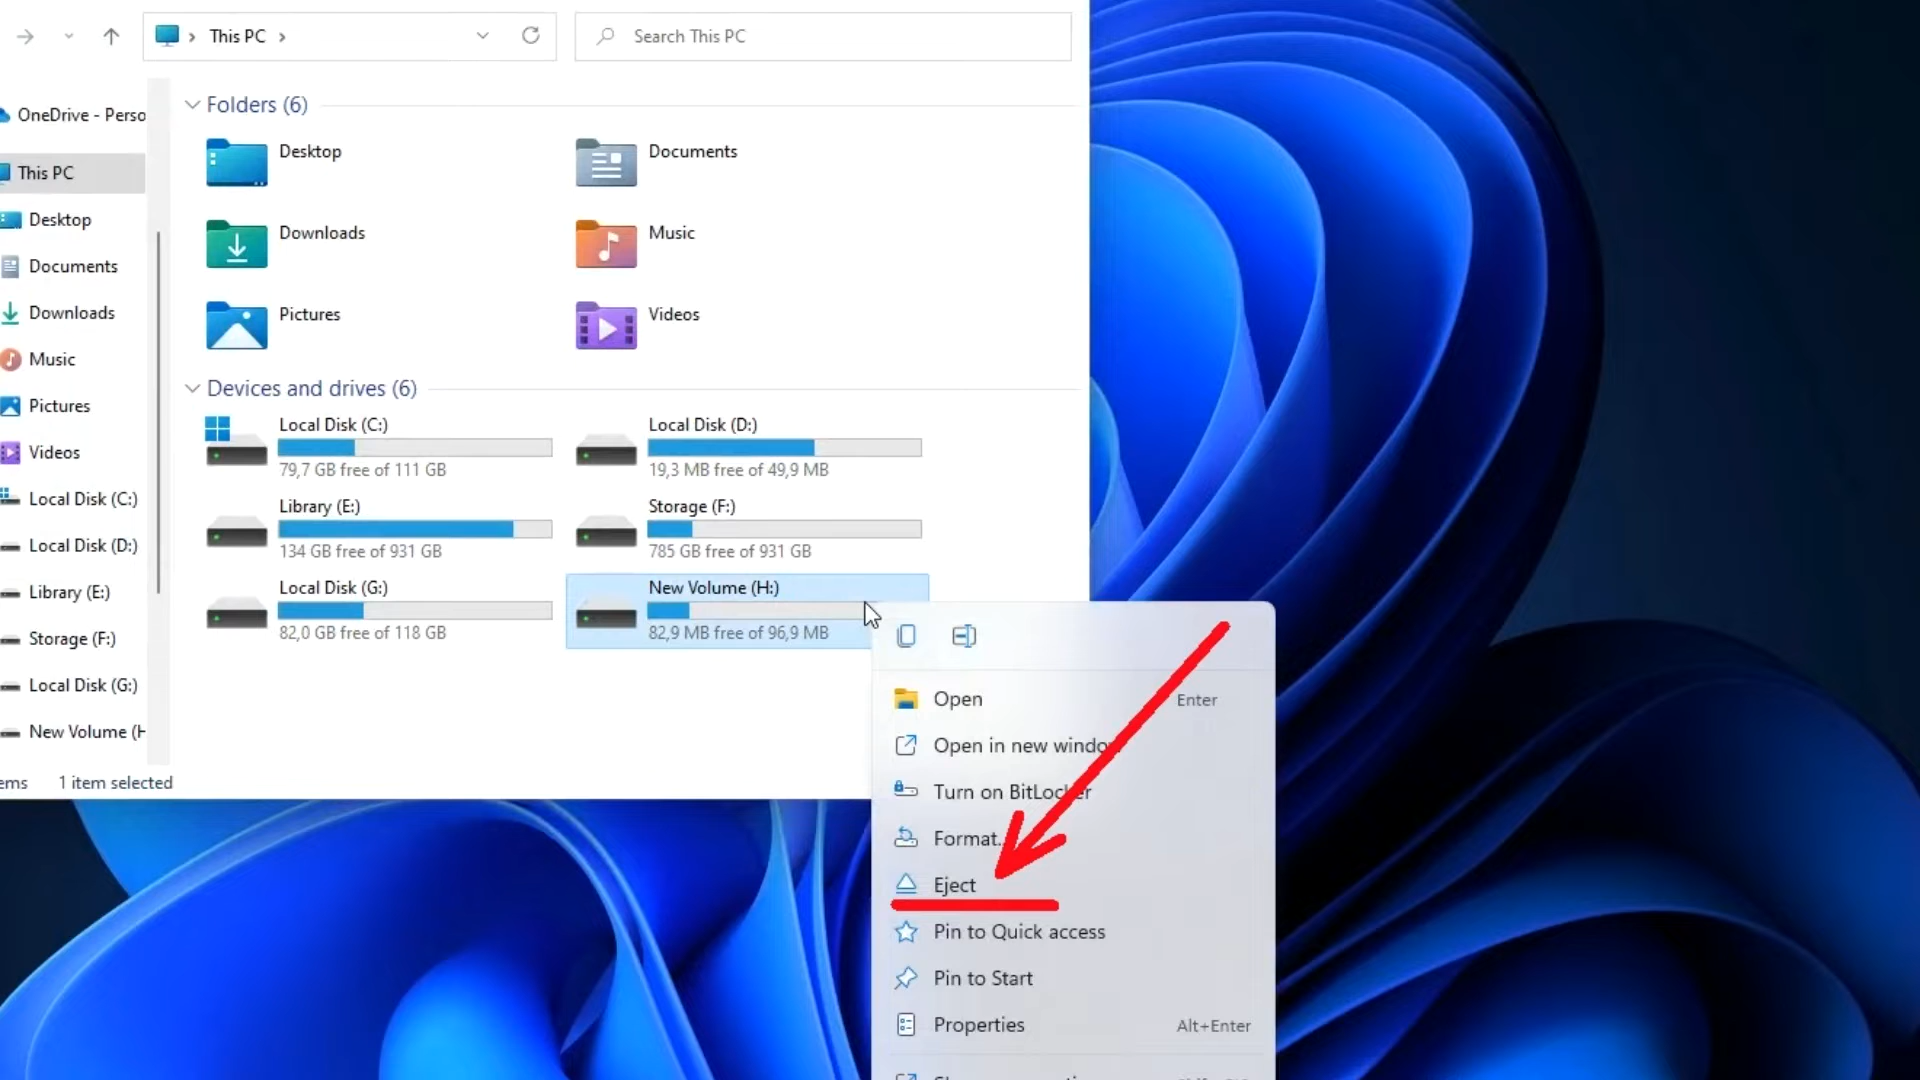 This PC
Search This PC
OneDrive - Perso
This PC
Desktop
Documents
Downloads
Music
Pictures
Videos
Local Disk (C:)
Local Disk (D:)
Library (E:)
Storage (F:)
Local Disk (G:)
New Volume (H
ems 1 item selected
Folders (6)
Desktop
Documents
Downloads
Music
Pictures
Videos
Devices and drives (6)
Local Disk (C:)
79,7 GB free of 111 GB
Local Disk (D:)
19,3 MB free of 49,9 MB
Library (E:)
134 GB free of 931 GB
Storage (F:)
785 GB free of 931 GB
Local Disk (G:)
82,0 GB free of 118 GB
New Volume (H:)
82,9 MB free of 96,9 MB
Open Enter
Open in new window
Turn on BitLocker
Format...
Eject
Pin to Quick access
Pin to Start
Properties Alt+Enter